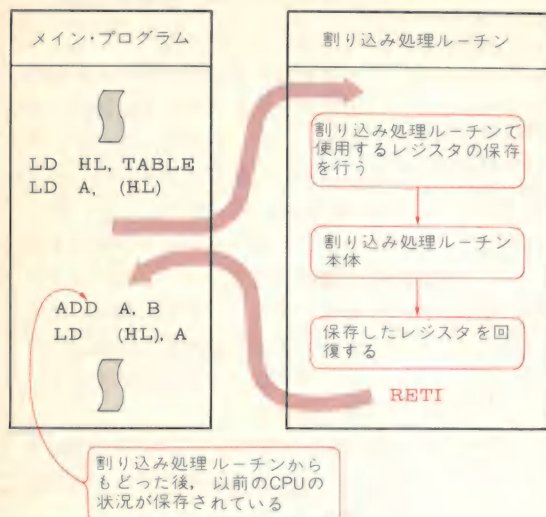 メイン・プログラム
LD HL, TABLE
LD A, (HL)
ADD A, B
LD (HL), A
割り込み処理ルーチン
割り込み処理ルーチンで
使用するレジスタの保存
を行う
割り込み処理ルーチン
本体
保存したレジスタを回
復する
RETI
割り込み処理ルーチンから
もどった後, 以前のCPUの
状況が保存されている